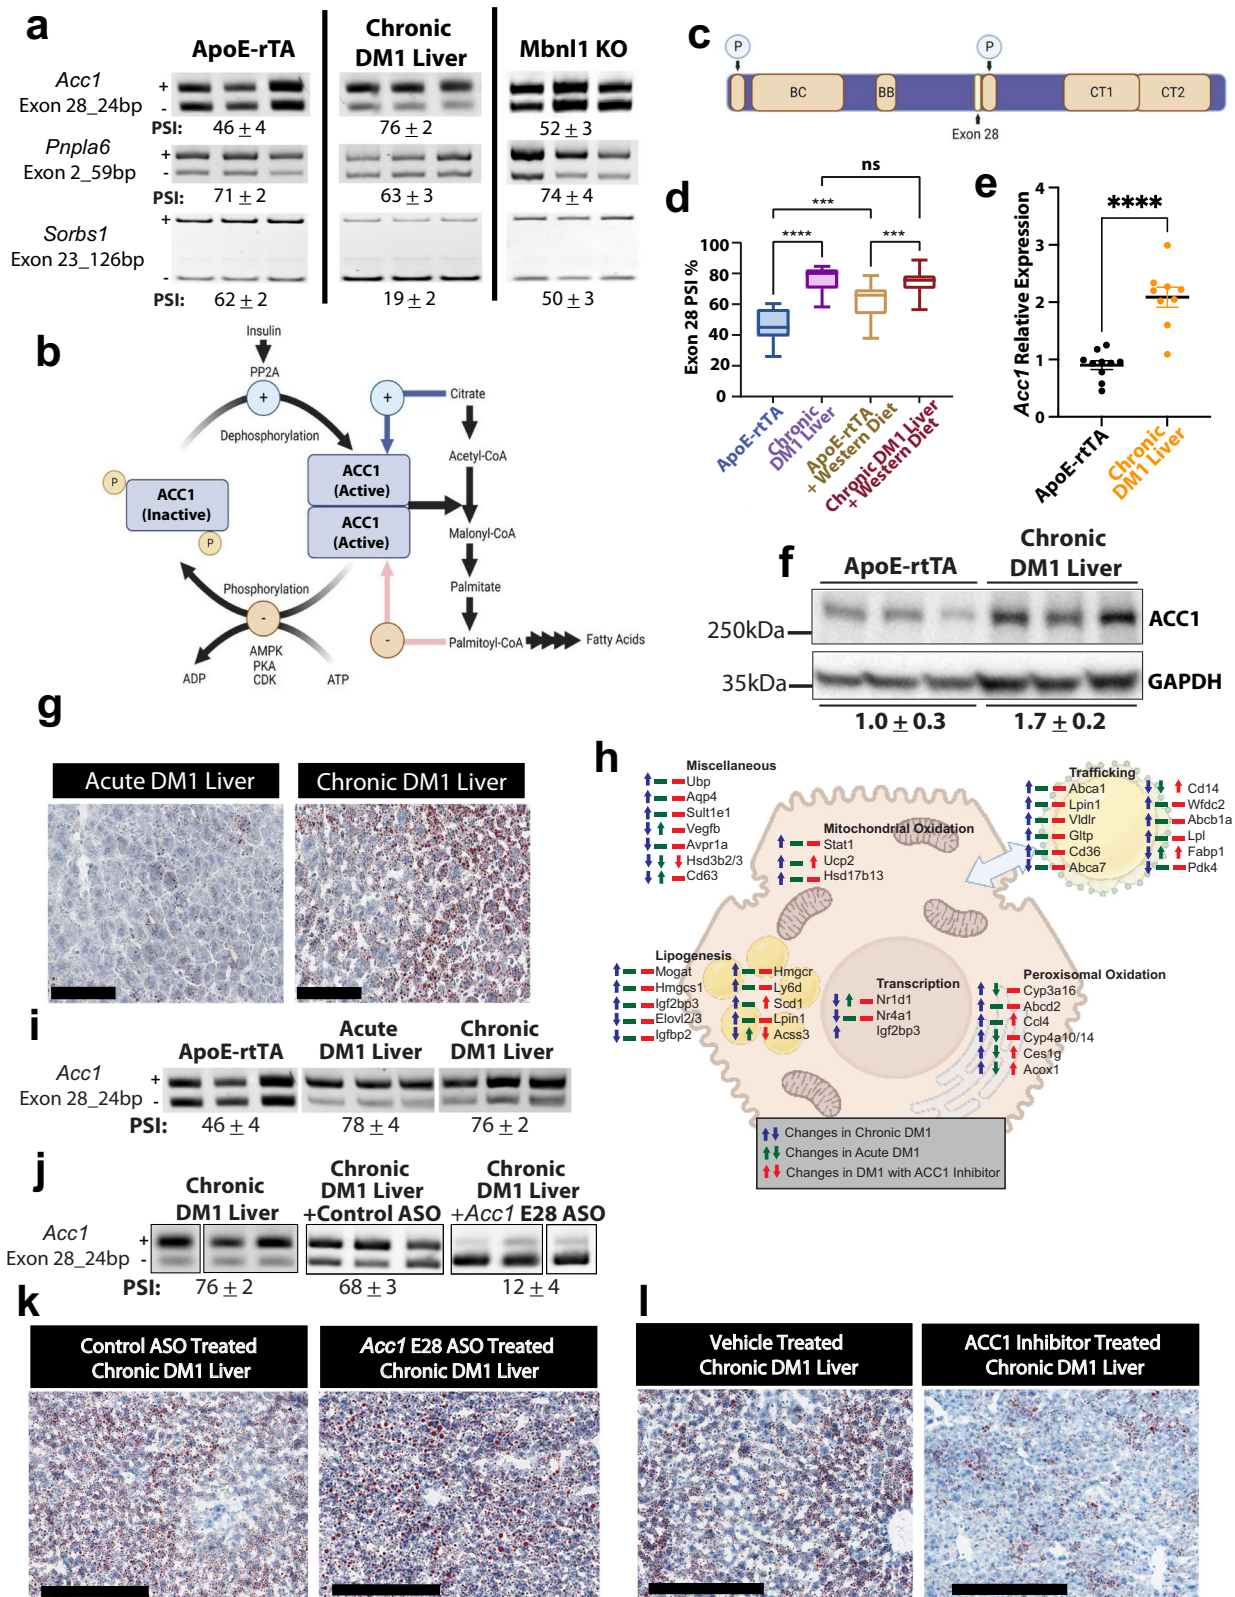 a
ApoE-rTA
Chronic
DM1 Liver
Mbnl1 KO
Acc1
Exon 28_24bp
+
-
PSI:
46 ± 4
76 ± 2
52 ± 3
Pnpla6
Exon 2_59bp
+
-
PSI:
71 ± 2
63 ± 3
74 ± 4
Sorbs1
Exon 23_126bp
+
-
PSI:
62 ± 2
19 ± 2
50 ± 3
b
Insulin
PP2A
+
Dephosphorylation
+
Citrate
Acetyl-CoA
P
ACC1
(Inactive)
P
ACC1
(Active)
ACC1
(Active)
Malonyl-CoA
Palmitate
Phosphorylation
-
-
Palmitoyl-CoA
Fatty Acids
AMPK
PKA
CDK
ADP
ATP
c
P
P
BC
BB
CT1
CT2
Exon 28
d
ns
***
****
***
Exon 28 PSI %
100
80
60
40
20
0
ApoE-rtTA
Chronic
DM1 Liver
ApoE-rtTA
+ Western Diet
Chronic DM1 Liver
+ Western Diet
e
****
Acc1 Relative Expression
4
3
2
1
0
ApoE-rtTA
Chronic
DM1 Liver
f
ApoE-rtTA
Chronic
DM1 Liver
250kDa
ACC1
35kDa
GAPDH
1.0 ± 0.3
1.7 ± 0.2
g
Acute DM1 Liver
Chronic DM1 Liver
h
Miscellaneous
Ubp
Aqp4
Sult1e1
Vegfb
Avpr1a
Hsd3b2/3
Cd63
Mitochondrial Oxidation
Stat1
Ucp2
Hsd17b13
Trafficking
Abca1
Lpin1
Vldlr
Gltp
Cd36
Abca7
Cd14
Wfdc2
Abcb1a
Lpl
Fabp1
Pdk4
Lipogenesis
Mogat
Hmgcs1
Igf2bp3
Elovl2/3
Igfbp2
Hmgcr
Ly6d
Scd1
Lpin1
Acss3
Transcription
Nr1d1
Nr4a1
Igf2bp3
Peroxisomal Oxidation
Cyp3a16
Abcd2
Ccl4
Cyp4a10/14
Ces1g
Acox1
Changes in Chronic DM1
Changes in Acute DM1
Changes in DM1 with ACC1 Inhibitor
i
ApoE-rtTA
Acute
DM1 Liver
Chronic
DM1 Liver
Acc1
Exon 28_24bp
+
-
PSI:
46 ± 4
78 ± 4
76 ± 2
j
Chronic
DM1 Liver
Chronic
DM1 Liver
+Control ASO
Chronic
DM1 Liver
+Acc1 E28 ASO
Acc1
Exon 28_24bp
+
-
PSI:
76 ± 2
68 ± 3
12 ± 4
k
Control ASO Treated
Chronic DM1 Liver
Acc1 E28 ASO Treated
Chronic DM1 Liver
l
Vehicle Treated
Chronic DM1 Liver
ACC1 Inhibitor Treated
Chronic DM1 Liver